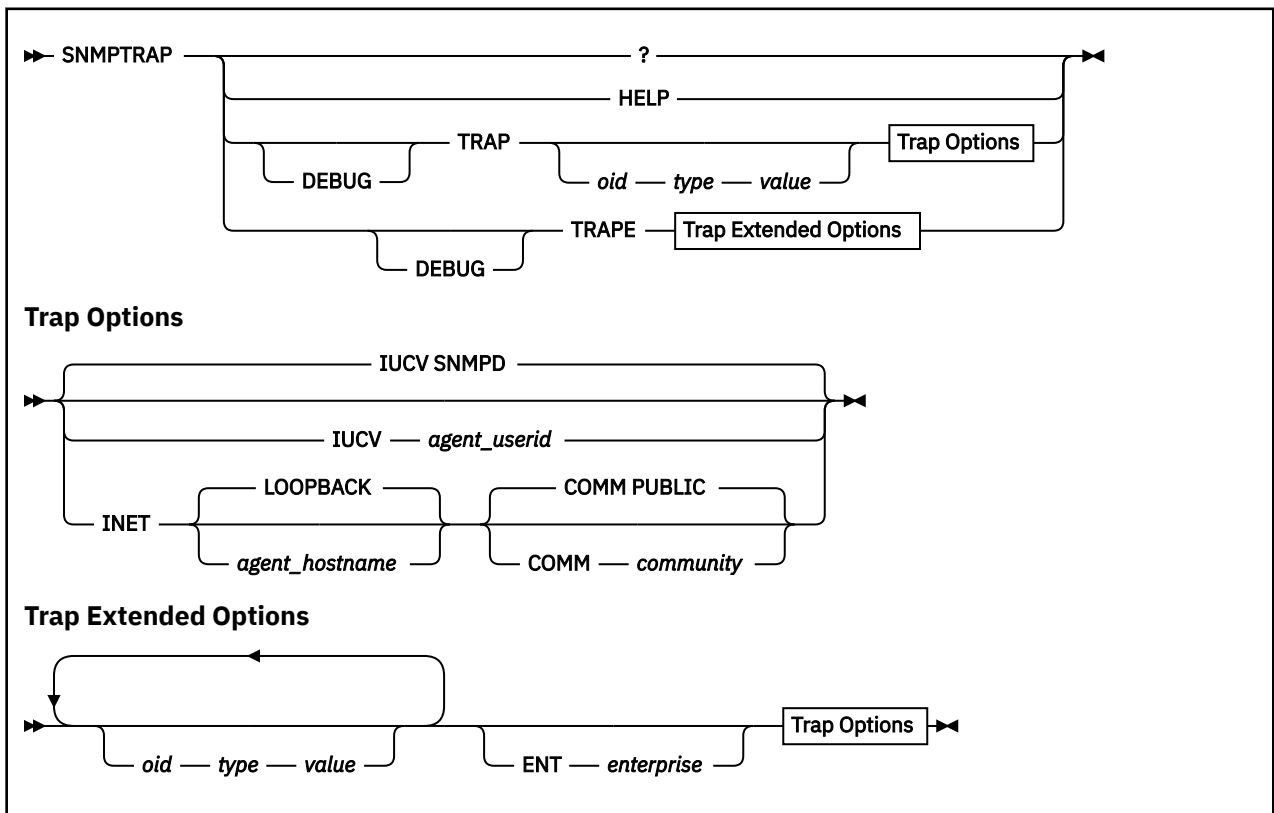 SNMPTRAP ?
HELP
TRAP Trap Options
DEBUG oid type value
TRAPE Trap Extended Options
DEBUG
Trap Options
IUCV SNMPD
IUCV agent_userid
LOOPBACK COMM PUBLIC
INET
agent_hostname COMM community
Trap Extended Options
Trap Options
oid type value ENT enterprise